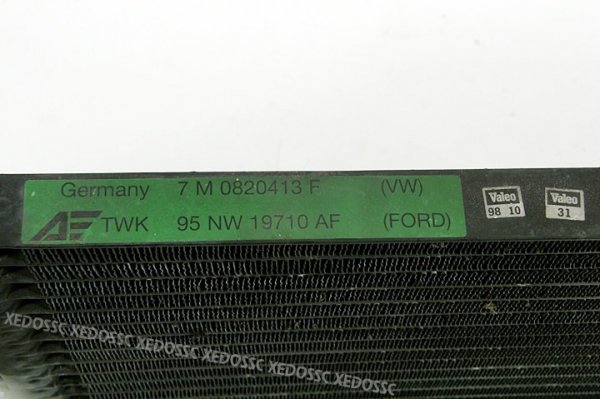 Germany 7 M 0820413 F (VW)
AE TWK 95 NW 19710 AF (FORD)
Valeo
98 10
Valeo
31
XEDOSSC XEDOSSC XEDOSSC XEDOSSC XEDOSSC XEDOSSC